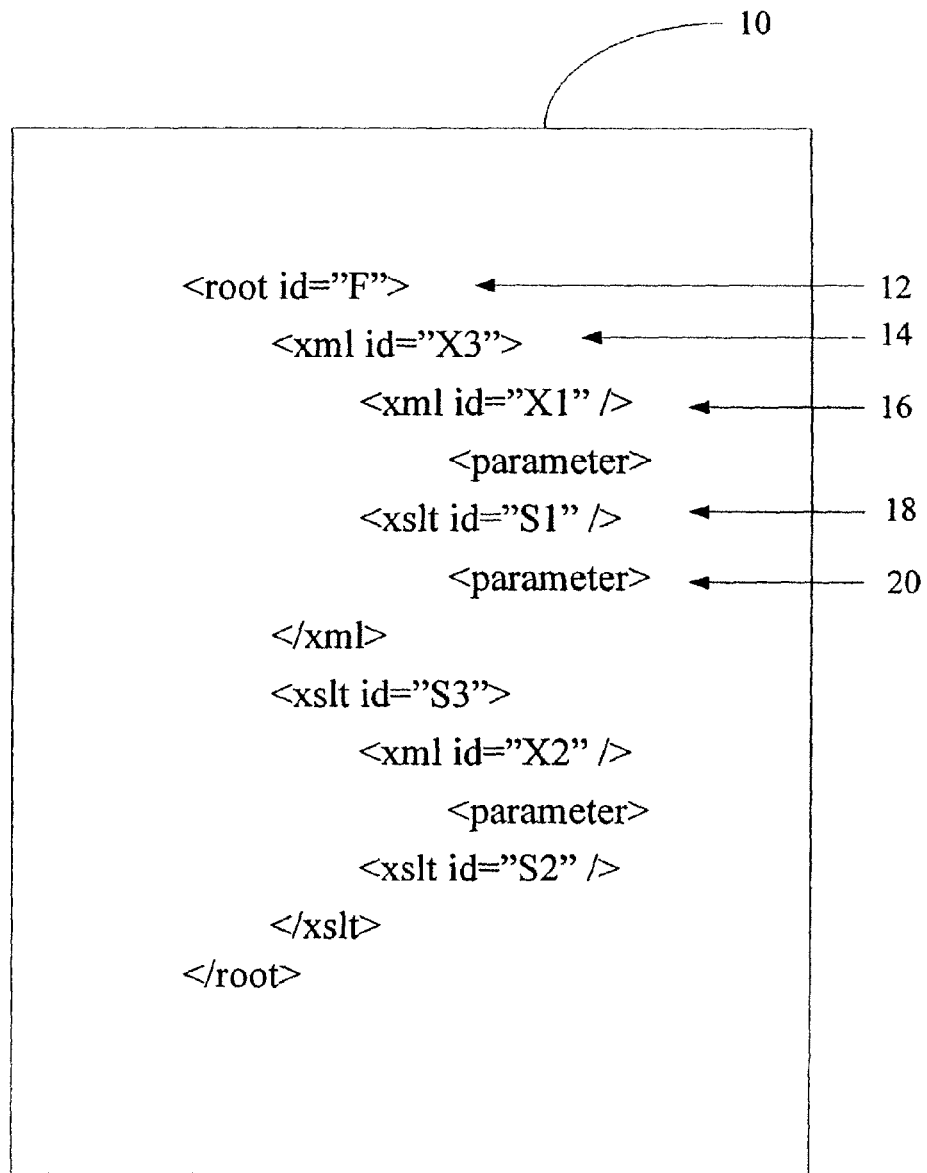 10
<root id=”F”> 12
<xml id=”X3”> 14
<xml id=”X1” /> 16
<parameter>
<xslt id=”S1” /> 18
<parameter> 20
</xml>
<xslt id=”S3”>
<xml id=”X2” />
<parameter>
<xslt id=”S2” />
</xslt>
</root>